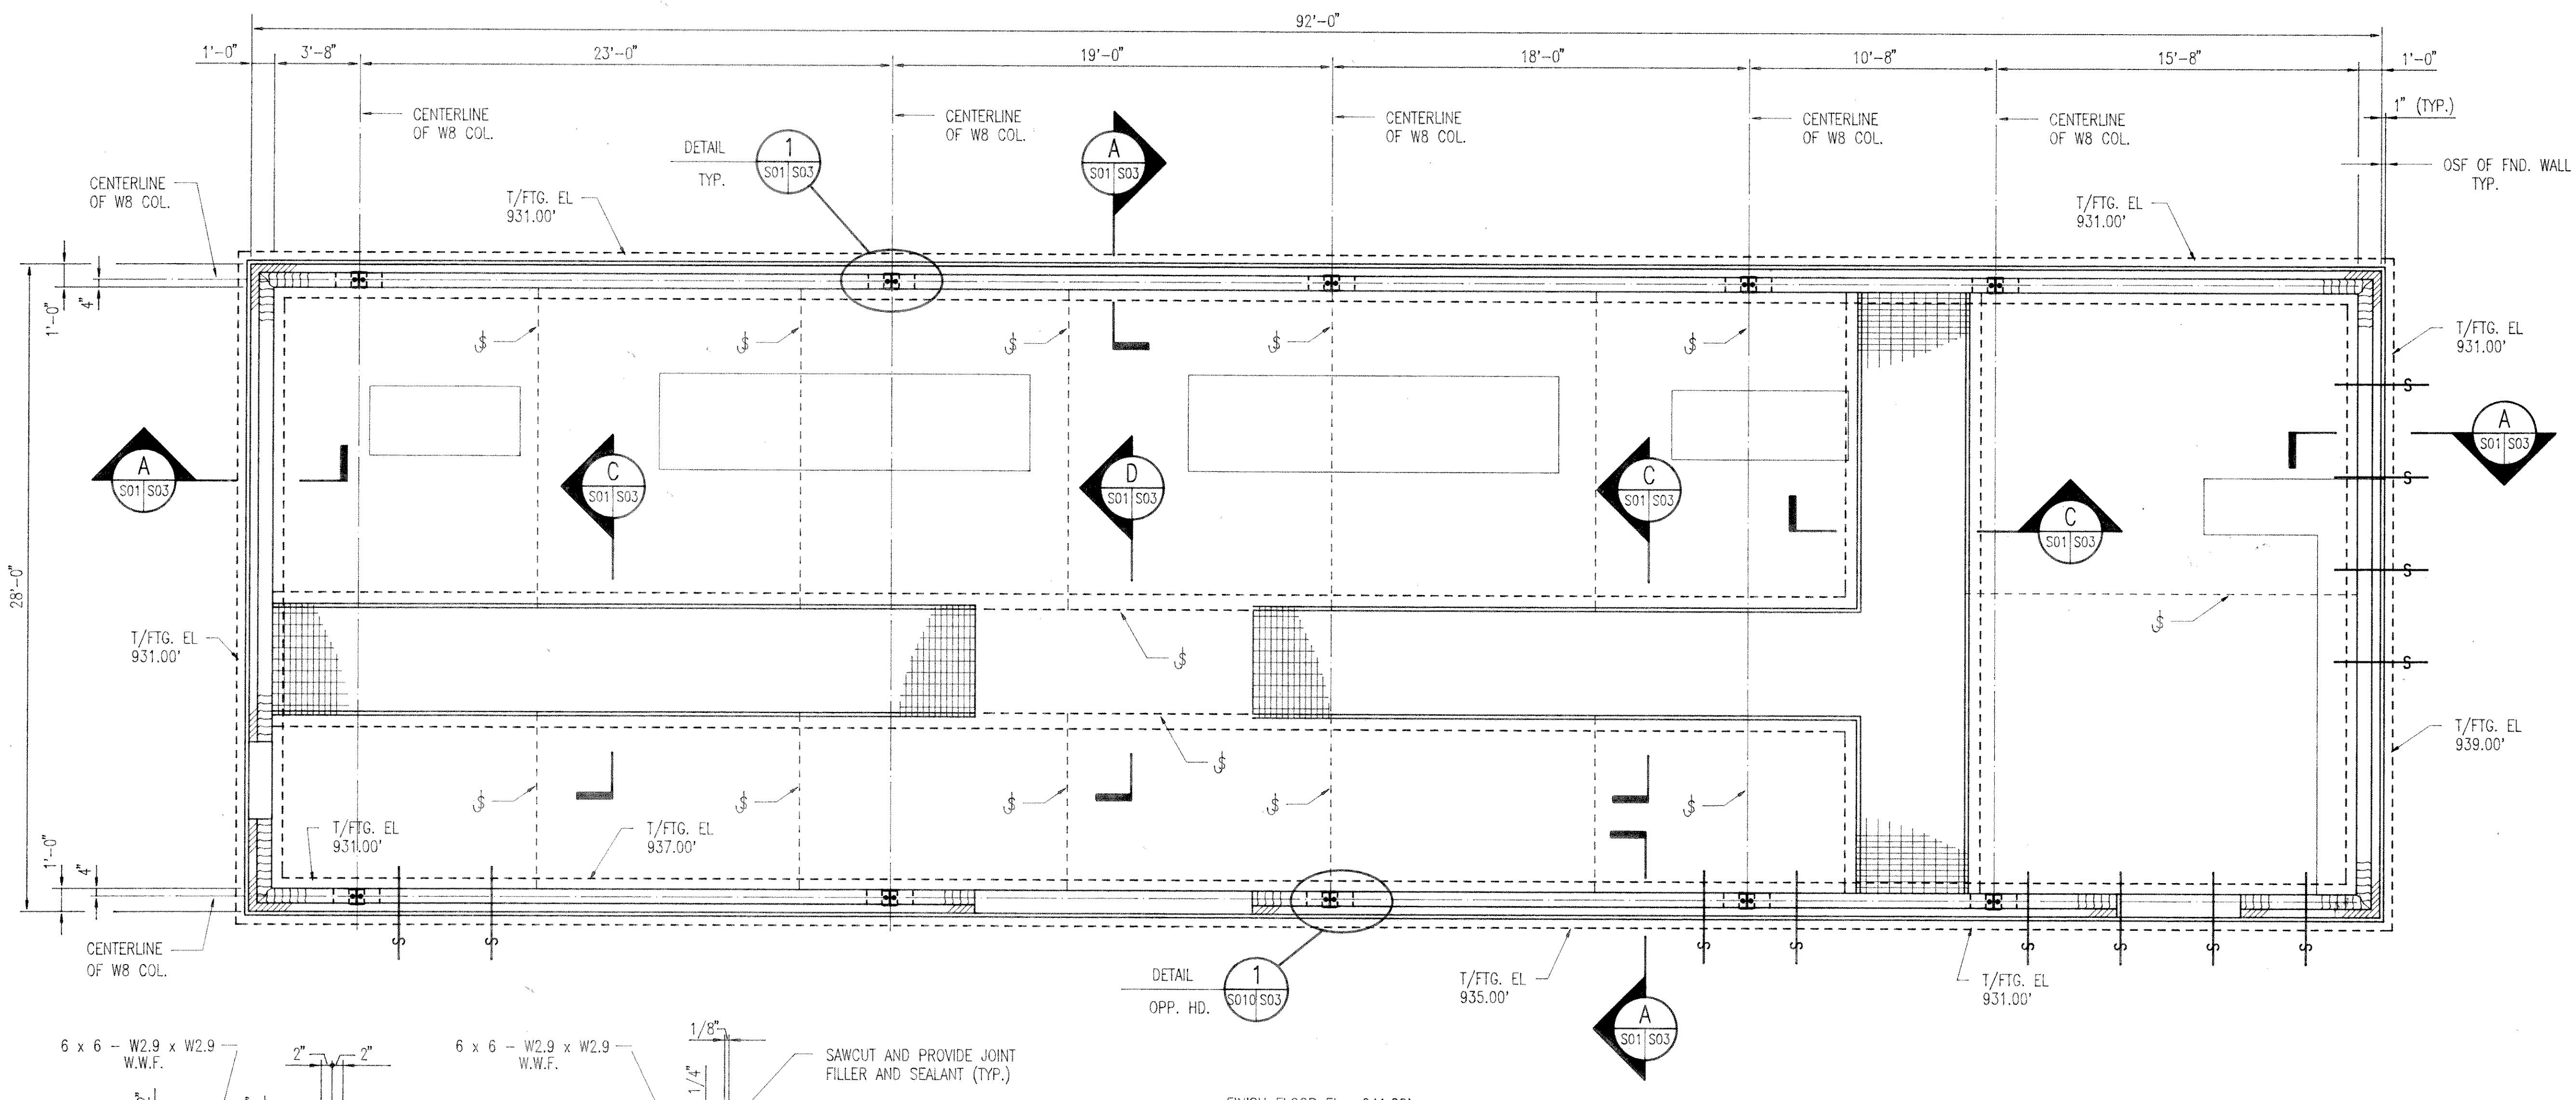 92'-0"
1'-0" 3'-8" 23'-0" 19'-0" 18'-0" 10'-8" 15'-8" 1'-0"
1" (TYP.)
CENTERLINE
OF W8 COL.
CENTERLINE
OF W8 COL.
CENTERLINE
OF W8 COL.
CENTERLINE
OF W8 COL.
CENTERLINE
OF W8 COL.
DETAIL
TYP.
1
S01 S03
A
S01 S03
OSF OF FND. WALL
TYP.
CENTERLINE
OF W8 COL.
T/FTG. EL
931.00'
T/FTG. EL
931.00'
1'-0"
4"
T/FTG. EL
931.00'
S
A
S01 S03
C
S01 S03
D
S01 S03
C
S01 S03
A
S01 S03
S
C
S01 S03
28'-0"
S
T/FTG. EL
931.00'
S
T/FTG. EL
939.00'
1'-0"
4"
T/FTG. EL
931.00'
T/FTG. EL
937.00'
CENTERLINE
OF W8 COL.
S S S S S S S S
DETAIL
OPP. HD.
1
S010 S03
T/FTG. EL
935.00'
T/FTG. EL
931.00'
A
S01 S03
6 x 6 - W2.9 x W2.9
W.W.F.
2" 2"
6 x 6 - W2.9 x W2.9
W.W.F.
1/8"
1/4"
SAWCUT AND PROVIDE JOINT
FILLER AND SEALANT (TYP.)